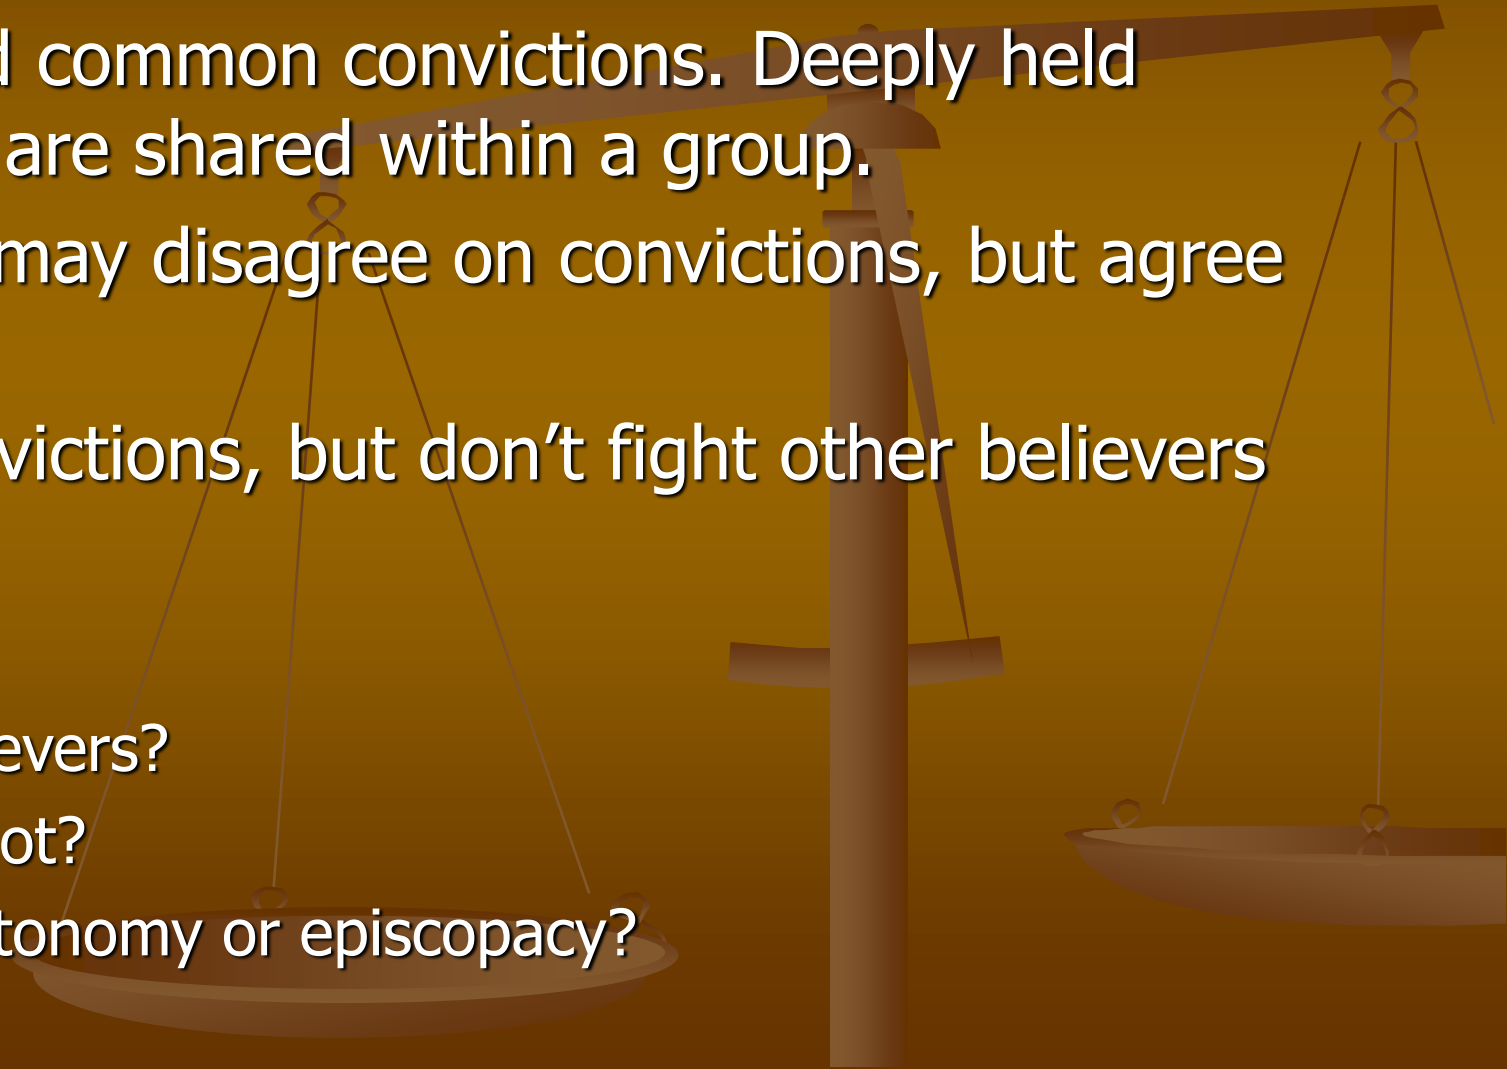 common convictions. Deeply held
are shared within a group.
may disagree on convictions, but agree
victions, but don’t fight other believers
evers?
ot?
tonomy or episcopacy?